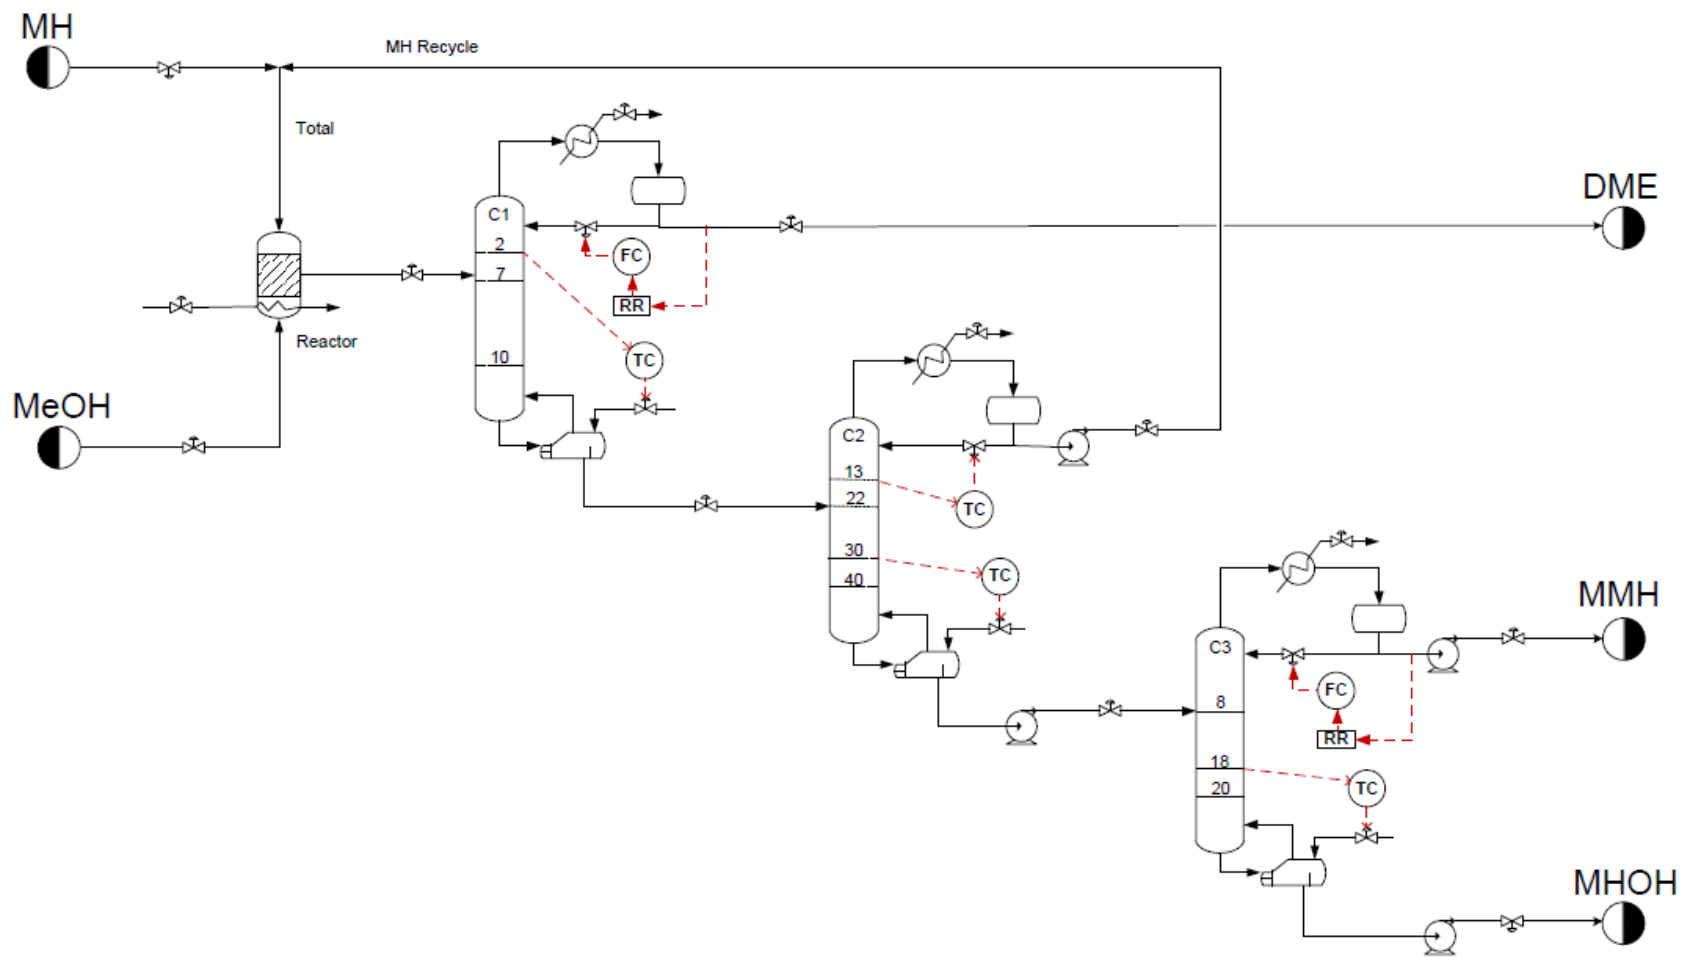 MH
MH Recycle
Total
C1
2
7
10
FC
RR
TC
Reactor
MeOH
DME
C2
13
22
30
40
TC
TC
C3
8
18
20
FC
RR
TC
MMH
MHOH